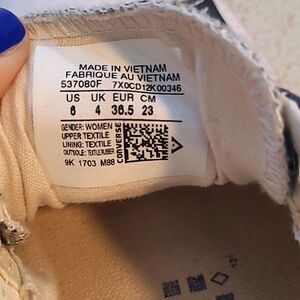 MADE IN VIETNAM
FABRIQUE AU VIETNAM
537080F 7X0CD12K00346
US UK EUR CM
6 4 36.5 23
GENDER: WOMEN
UPPER TEXTILE
LINING: TEXTILE
OUTSOLE: TEXTILE/RUBBER
9K 1703 M88
CONVERSE